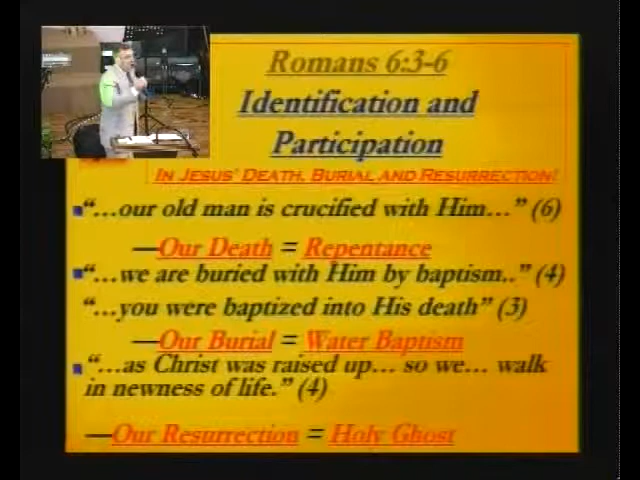 Romans 6:3-6
Identification and
Participation
IN JESUS' DEATH, BURIAL AND RESURRECTION!
“…our old man is crucified with Him…” (6)
—Our Death = Repentance
“…we are buried with Him by baptism..” (4)
“…you were baptized into His death” (3)
—Our Burial = Water Baptism
“…as Christ was raised up… so we… walk
in newness of life.” (4)
—Our Resurrection = Holy Ghost